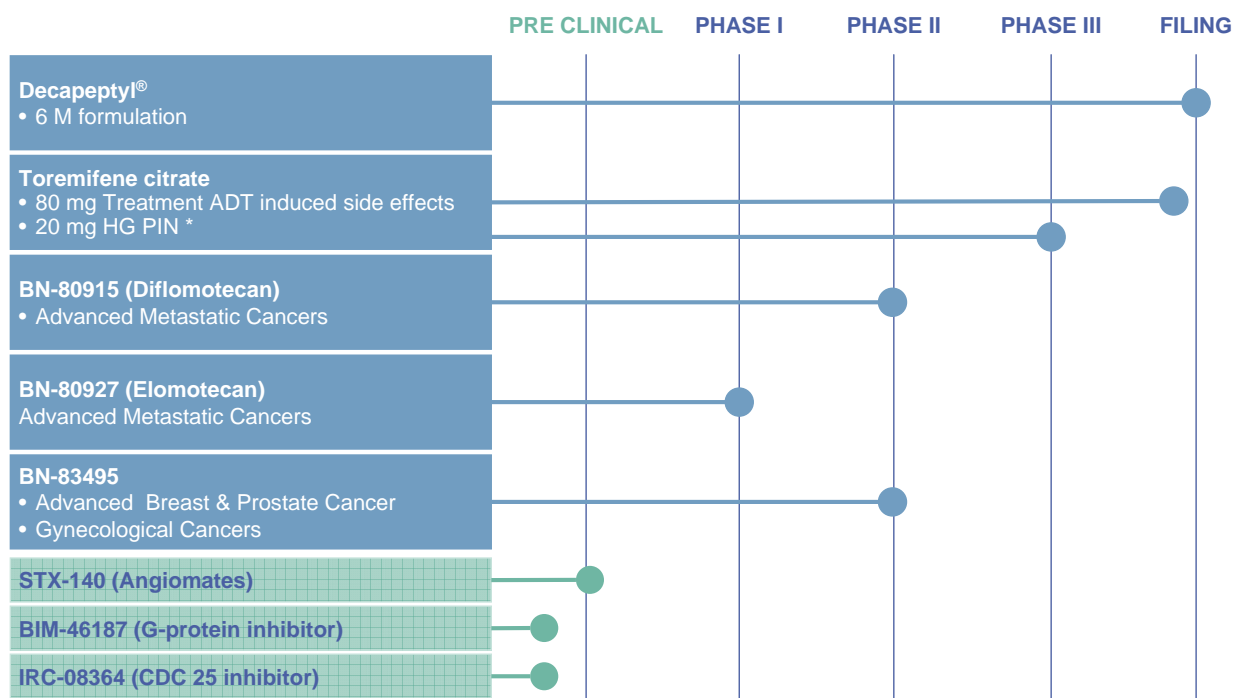 PRE CLINICAL PHASE I PHASE II PHASE III FILING
Decapeptyl®
• 6 M formulation
Toremifene citrate
• 80 mg Treatment ADT induced side effects
• 20 mg HG PIN *
BN-80915 (Diflomotecan)
• Advanced Metastatic Cancers
BN-80927 (Elomotecan)
Advanced Metastatic Cancers
BN-83495
• Advanced Breast & Prostate Cancer
• Gynecological Cancers
STX-140 (Angiomates)
BIM-46187 (G-protein inhibitor)
IRC-08364 (CDC 25 inhibitor)